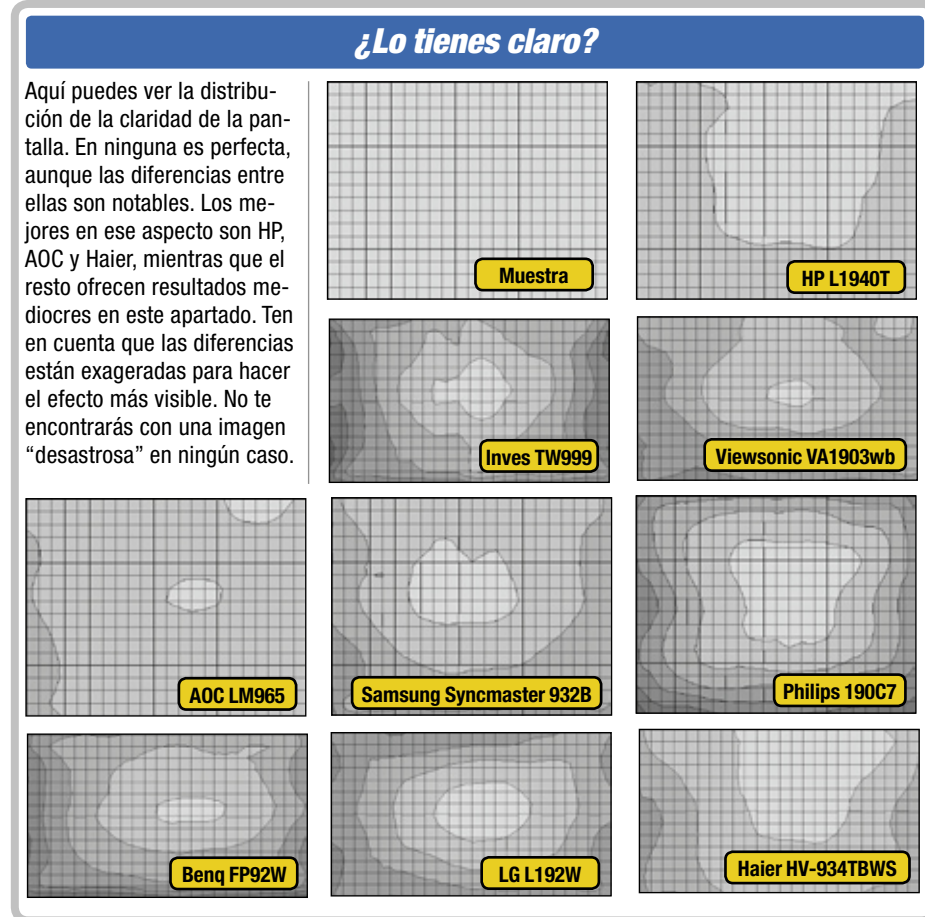 ¿Lo tienes claro?
Aquí puedes ver la distribu-
ción de la claridad de la pan-
talla. En ninguna es perfecta,
aunque las diferencias entre
ellas son notables. Los me-
jores en ese aspecto son HP,
AOC y Haier, mientras que el
resto ofrecen resultados me-
diocres en este apartado. Ten
en cuenta que las diferencias
están exageradas para hacer
el efecto más visible. No te
encontrarás con una imagen
“desastrosa” en ningún caso.
Muestra
HP L1940T
Inves TW999
Viewsonic VA1903wb
AOC LM965
Samsung Syncmaster 932B
Philips 190C7
Benq FP92W
LG L192W
Haier HV-934TBWS